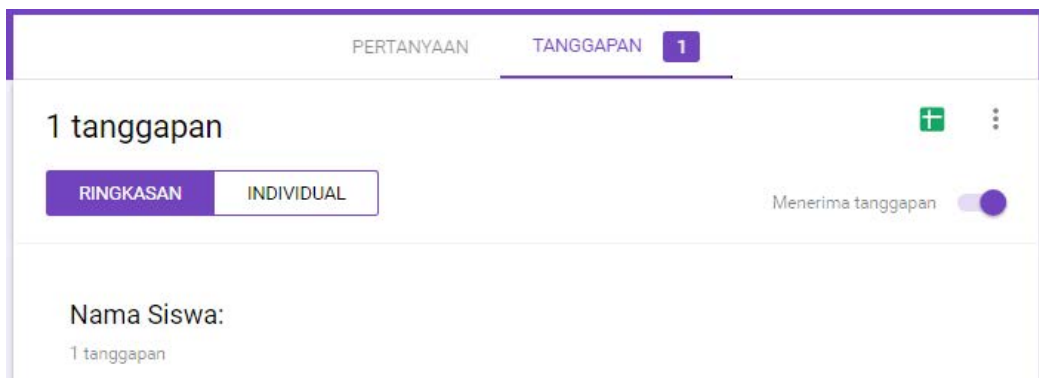 PERTANYAAN TANGGAPAN 1
1 tanggapan
RINGKASAN INDIVIDUAL
Menerima tanggapan
Nama Siswa:
1 tanggapan